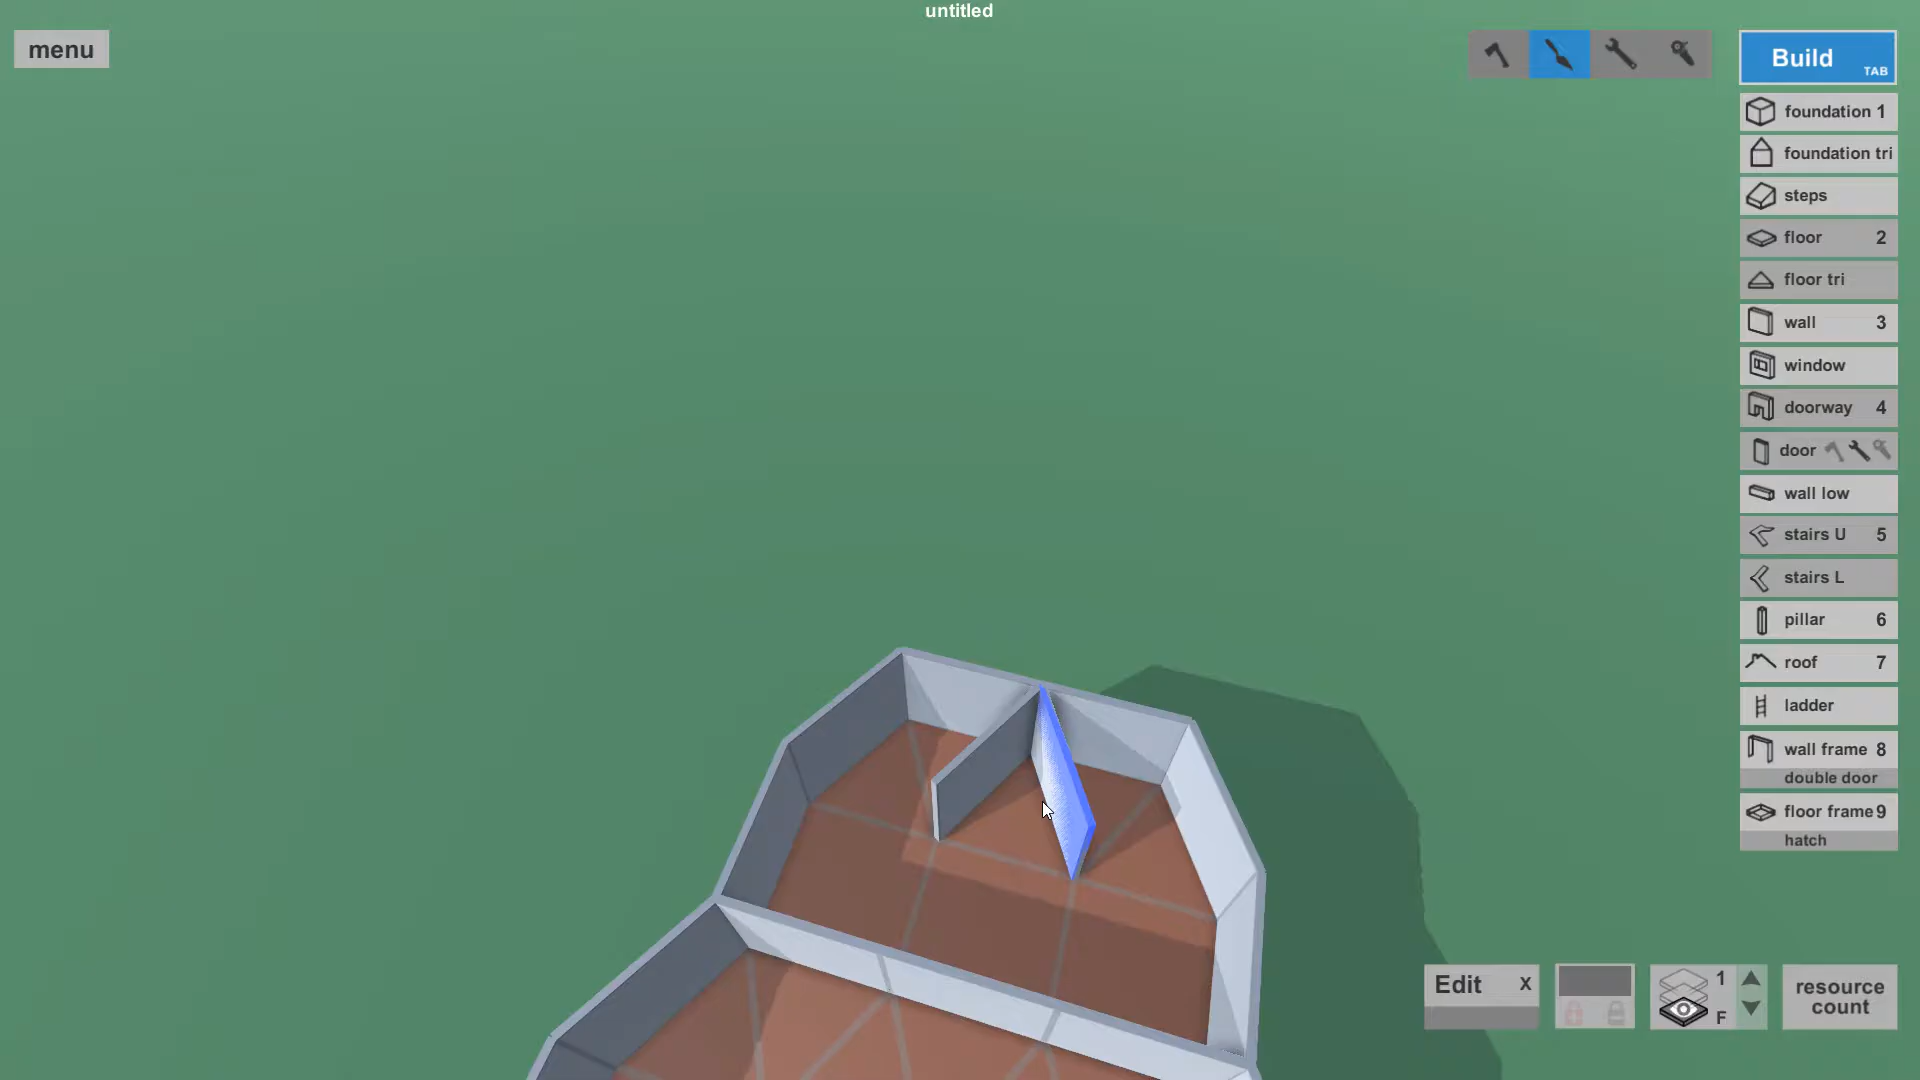 untitled
menu
Build
TAB
foundation 1
foundation tri
steps
floor 2
floor tri
wall 3
window
doorway 4
door
wall low
stairs U 5
stairs L
pillar 6
roof 7
ladder
wall frame 8
double door
floor frame 9
hatch
Edit x
1
F
resource
count